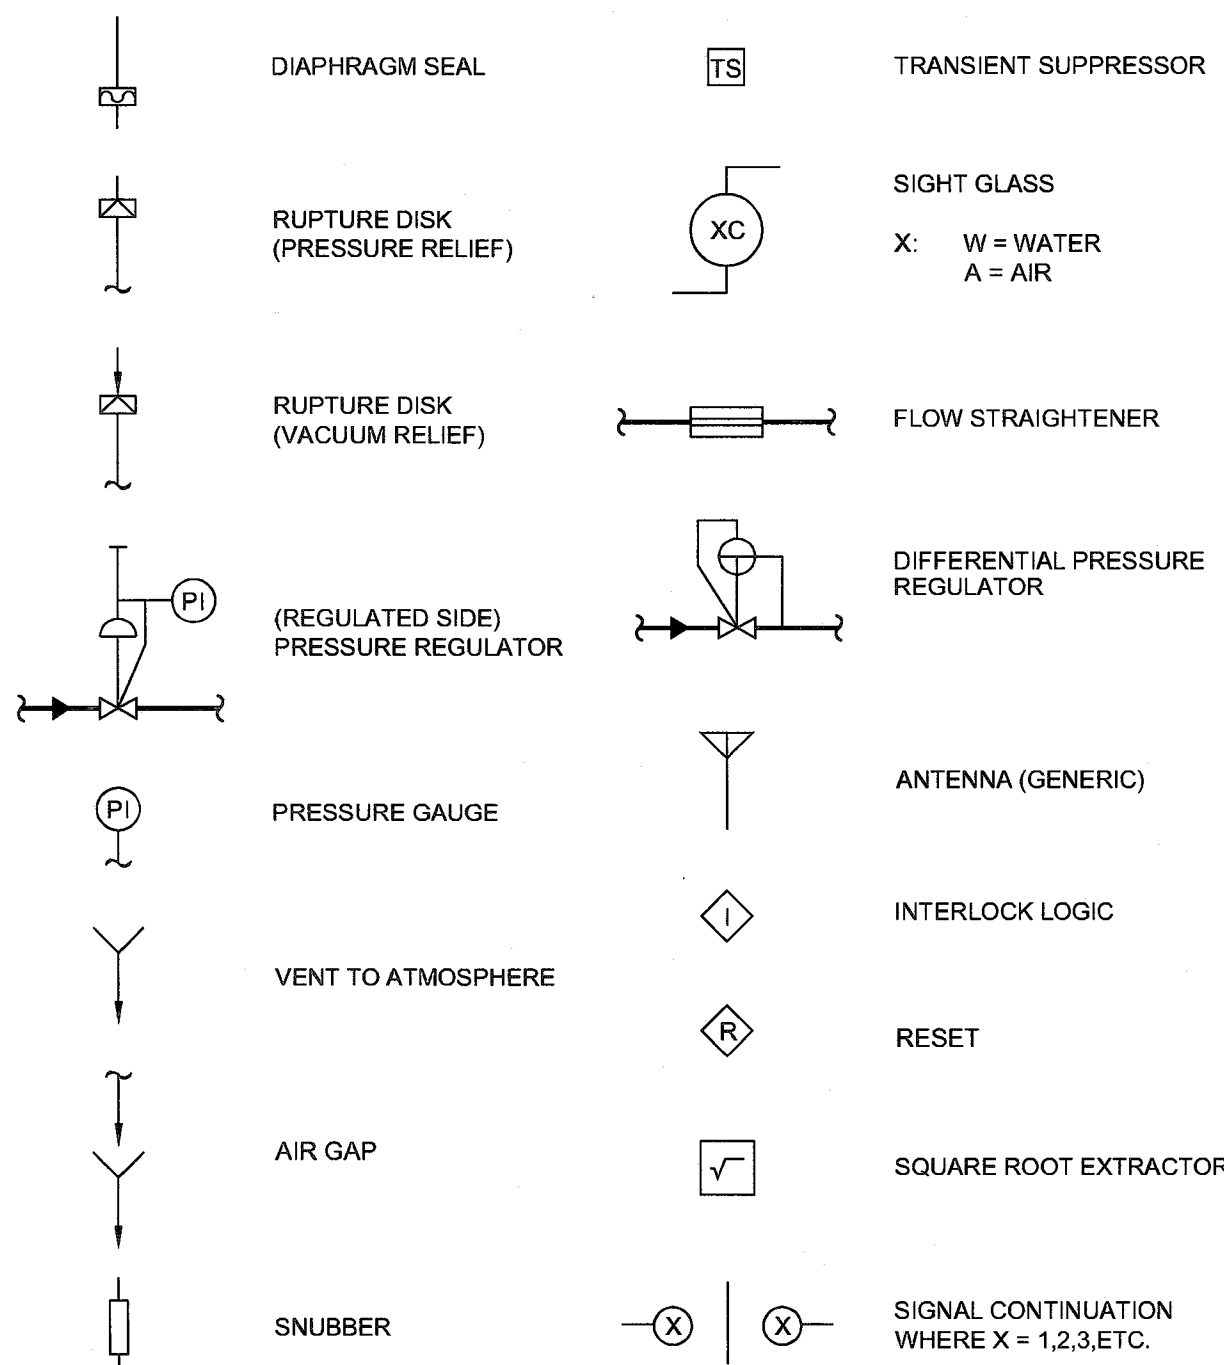 DIAPHRAGM SEAL
RUPTURE DISK
(PRESSURE RELIEF)
RUPTURE DISK
(VACUUM RELIEF)
PI
(REGULATED SIDE)
PRESSURE REGULATOR
PI
PRESSURE GAUGE
VENT TO ATMOSPHERE
AIR GAP
SNUBBER
TS
TRANSIENT SUPPRESSOR
XC
SIGHT GLASS
X: W = WATER
A = AIR
FLOW STRAIGHTENER
DIFFERENTIAL PRESSURE
REGULATOR
ANTENNA (GENERIC)
I
INTERLOCK LOGIC
R
RESET
√
SQUARE ROOT EXTRACTOR
X X
SIGNAL CONTINUATION
WHERE X = 1,2,3,ETC.